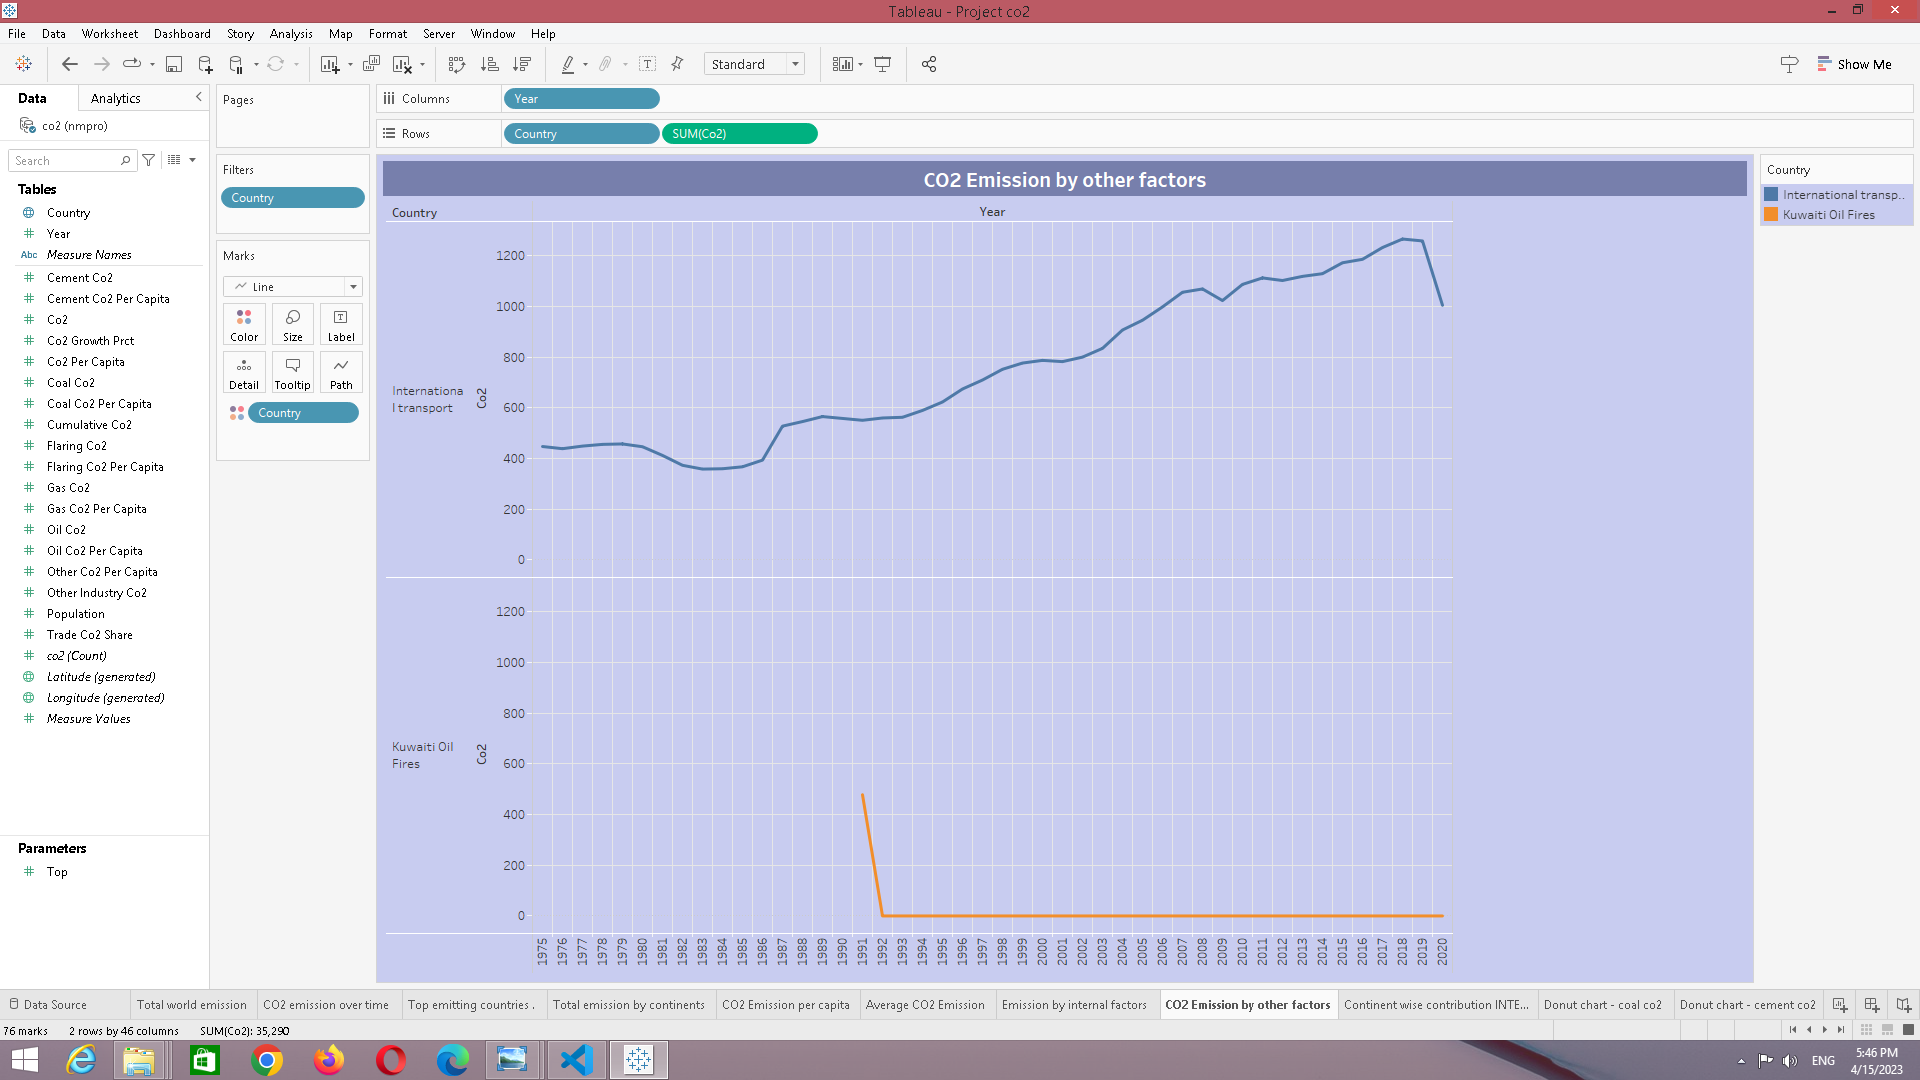 Tableau - Project co2
File Data Worksheet Dashboard Story Analysis Map Format Server Window Help
Standard
Show Me
Data Analytics
co2 (nmpro)
Search
Tables
Country
Year
Abc Measure Names
Cement Co2
Cement Co2 Per Capita
Co2
Co2 Growth Prct
Co2 Per Capita
Coal Co2
Coal Co2 Per Capita
Cumulative Co2
Flaring Co2
Flaring Co2 Per Capita
Gas Co2
Gas Co2 Per Capita
Oil Co2
Oil Co2 Per Capita
Other Co2 Per Capita
Other Industry Co2
Population
Trade Co2 Share
co2 (Count)
Latitude (generated)
Longitude (generated)
Measure Values
Parameters
Top
Pages
Filters
Country
Marks
Line
Color Size Label
Detail Tooltip Path
Country
Columns Year
Rows Country SUM(Co2)
CO2 Emission by other factors
Country Year
1200
1000
800
600
400
200
0
Internationa
l transport
Co2
1200
1000
800
600
400
200
0
Kuwaiti Oil
Fires
Co2
1975 1976 1977 1978 1979 1980 1981 1982 1983 1984 1985 1986 1987 1988 1989 1990 1991 1992 1993 1994 1995 1996 1997 1998 1999 2000 2001 2002 2003 2004 2005 2006 2007 2008 2009 2010 2011 2012 2013 2014 2015 2016 2017 2018 2019 2020
Country
International transp..
Kuwaiti Oil Fires
Data Source Total world emission CO2 emission over time Top emitting countries . Total emission by continents CO2 Emission per capita Average CO2 Emission Emission by internal factors CO2 Emission by other factors Continent wise contribution INTE... Donut chart - coal co2 Donut chart - cement co2
76 marks 2 rows by 46 columns SUM(Co2): 35,290
ENG
5:46 PM
4/15/2023